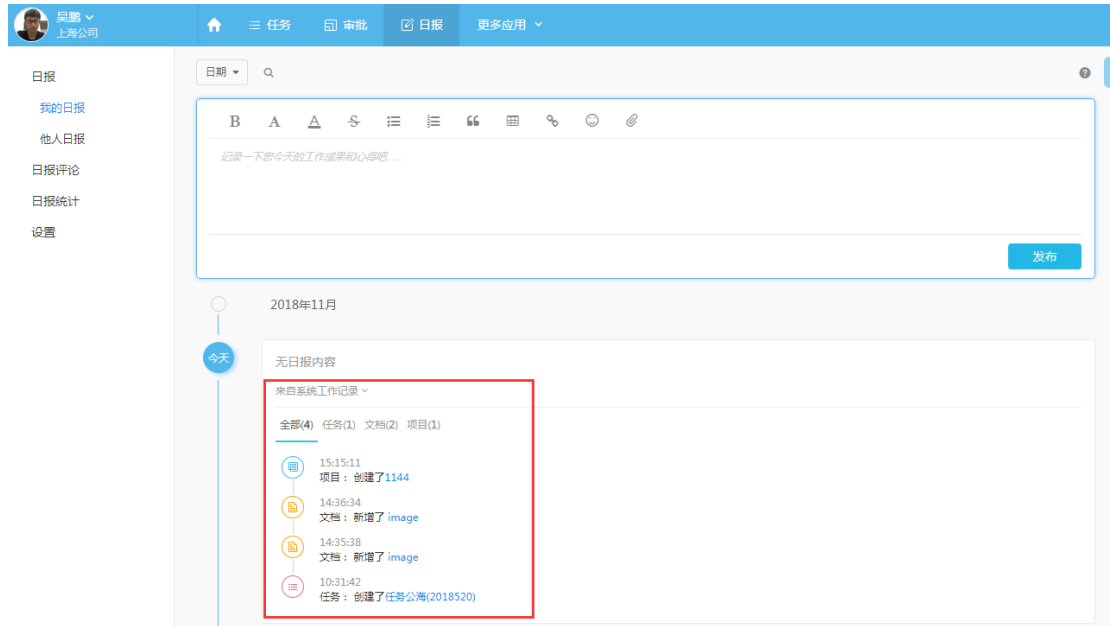 吴鹏
上海公司
任务 审批 日报 更多应用
日报
我的日报
他人日报
日报评论
日报统计
设置
日期
B A A S
记录一下您今天的工作成果和心得吧......
发布
2018年11月
今天
无日报内容
来自系统工作记录
全部(4) 任务(1) 文档(2) 项目(1)
15:15:11
项目： 创建了1144
14:36:34
文档： 新增了 image
14:35:38
文档： 新增了 image
10:31:42
任务： 创建了任务公海(2018520)